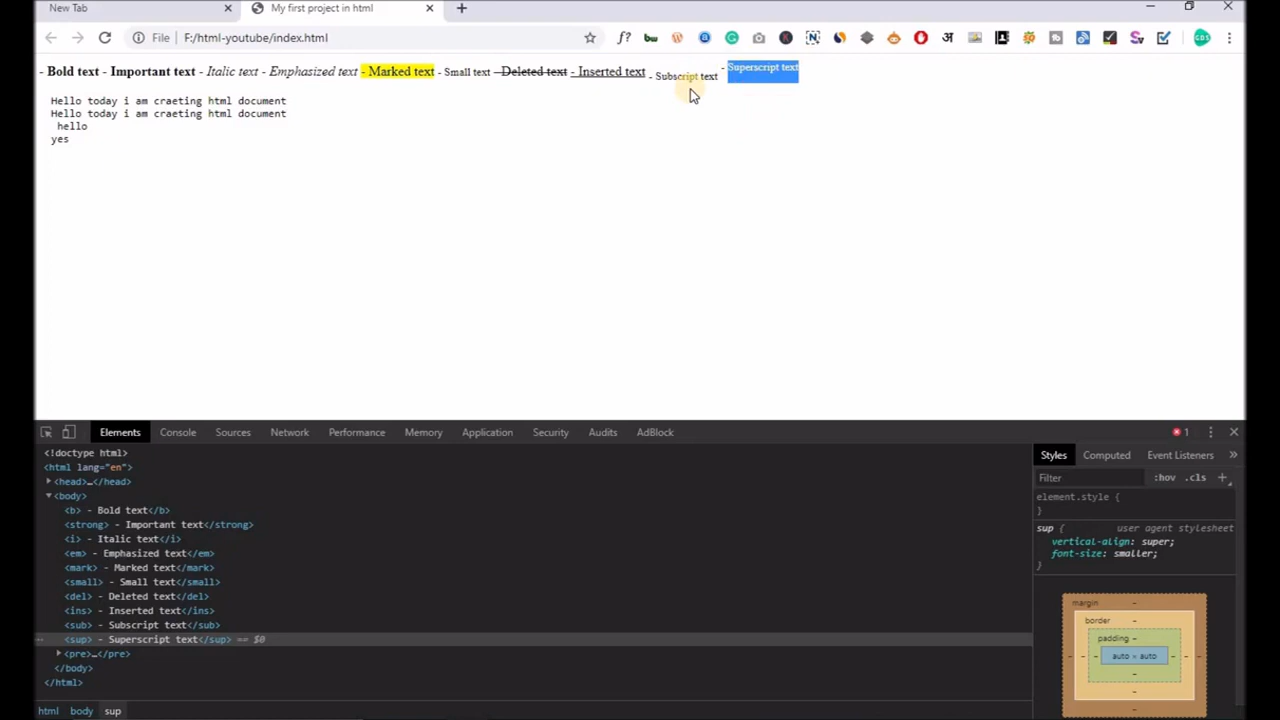 New Tab
My first project in html
File
F:/html-youtube/index.html
- Bold text - Important text - Italic text - Emphasized text - Marked text - Small text - Deleted text - Inserted text - Subscript text - Superscript text
Hello today i am craeting html document
Hello today i am craeting html document
hello
yes
Elements Console Sources Network Performance Memory Application Security Audits AdBlock 1
<!doctype html>
<html lang="en">
<head>…</head>
<body>
<b> - Bold text</b>
<strong> - Important text</strong>
<i> - Italic text</i>
<em> - Emphasized text</em>
<mark> - Marked text</mark>
<small> - Small text</small>
<del> - Deleted text</del>
<ins> - Inserted text</ins>
<sub> - Subscript text</sub>
<sup> - Superscript text</sup> == $0
<pre>…</pre>
</body>
</html>
html body sup
Styles Computed Event Listeners »
Filter :hov .cls +
element.style {
}
sup { user agent stylesheet
vertical-align: super;
font-size: smaller;
}
margin -
border -
padding -
- - - auto × auto - - -
-
-
-